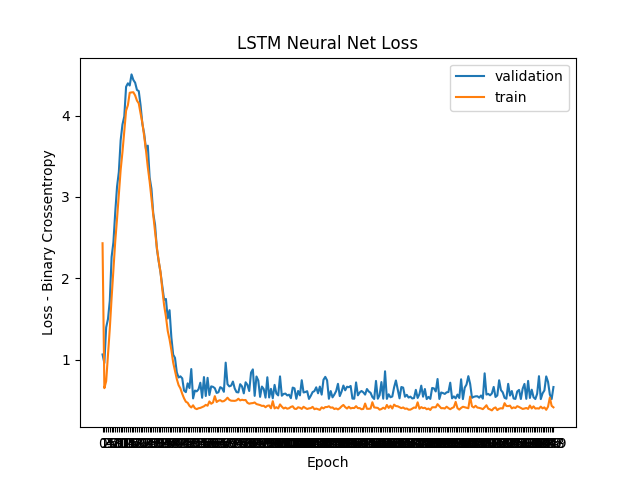 LSTM Neural Net Loss
validation
train
4
3
2
1
Loss - Binary Crossentropy
Epoch